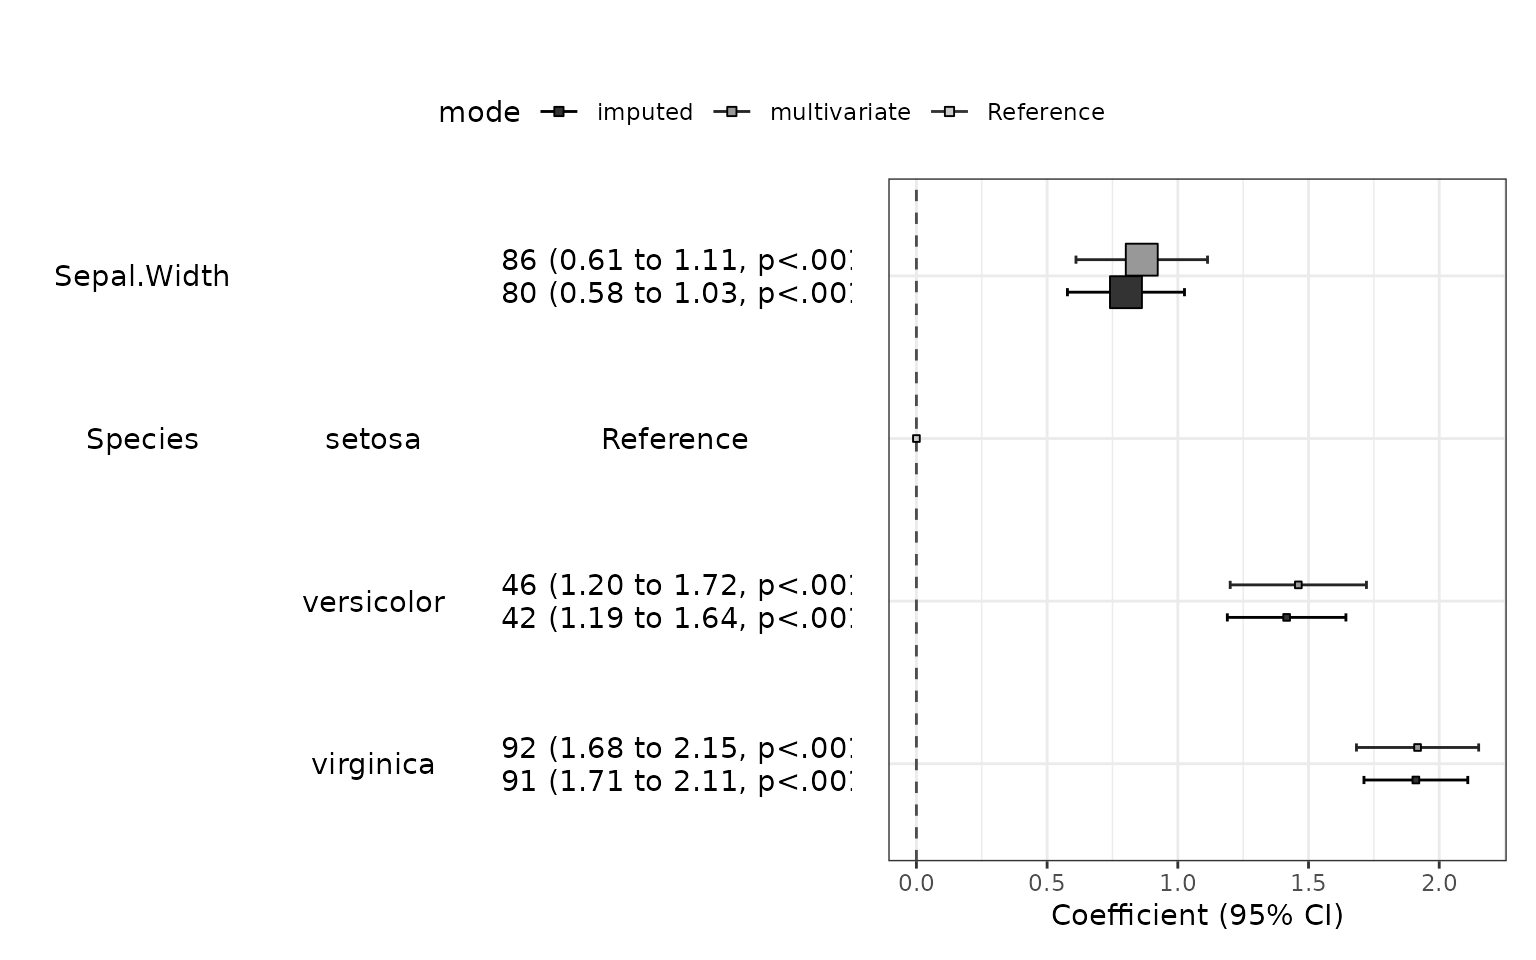 mode imputed multivariate Reference
Sepal.Width 86 (0.61 to 1.11, p<.00
80 (0.58 to 1.03, p<.00
Species setosa Reference
versicolor 46 (1.20 to 1.72, p<.00
42 (1.19 to 1.64, p<.00
virginica 92 (1.68 to 2.15, p<.00
91 (1.71 to 2.11, p<.00
0.0 0.5 1.0 1.5 2.0
Coefficient (95% CI)